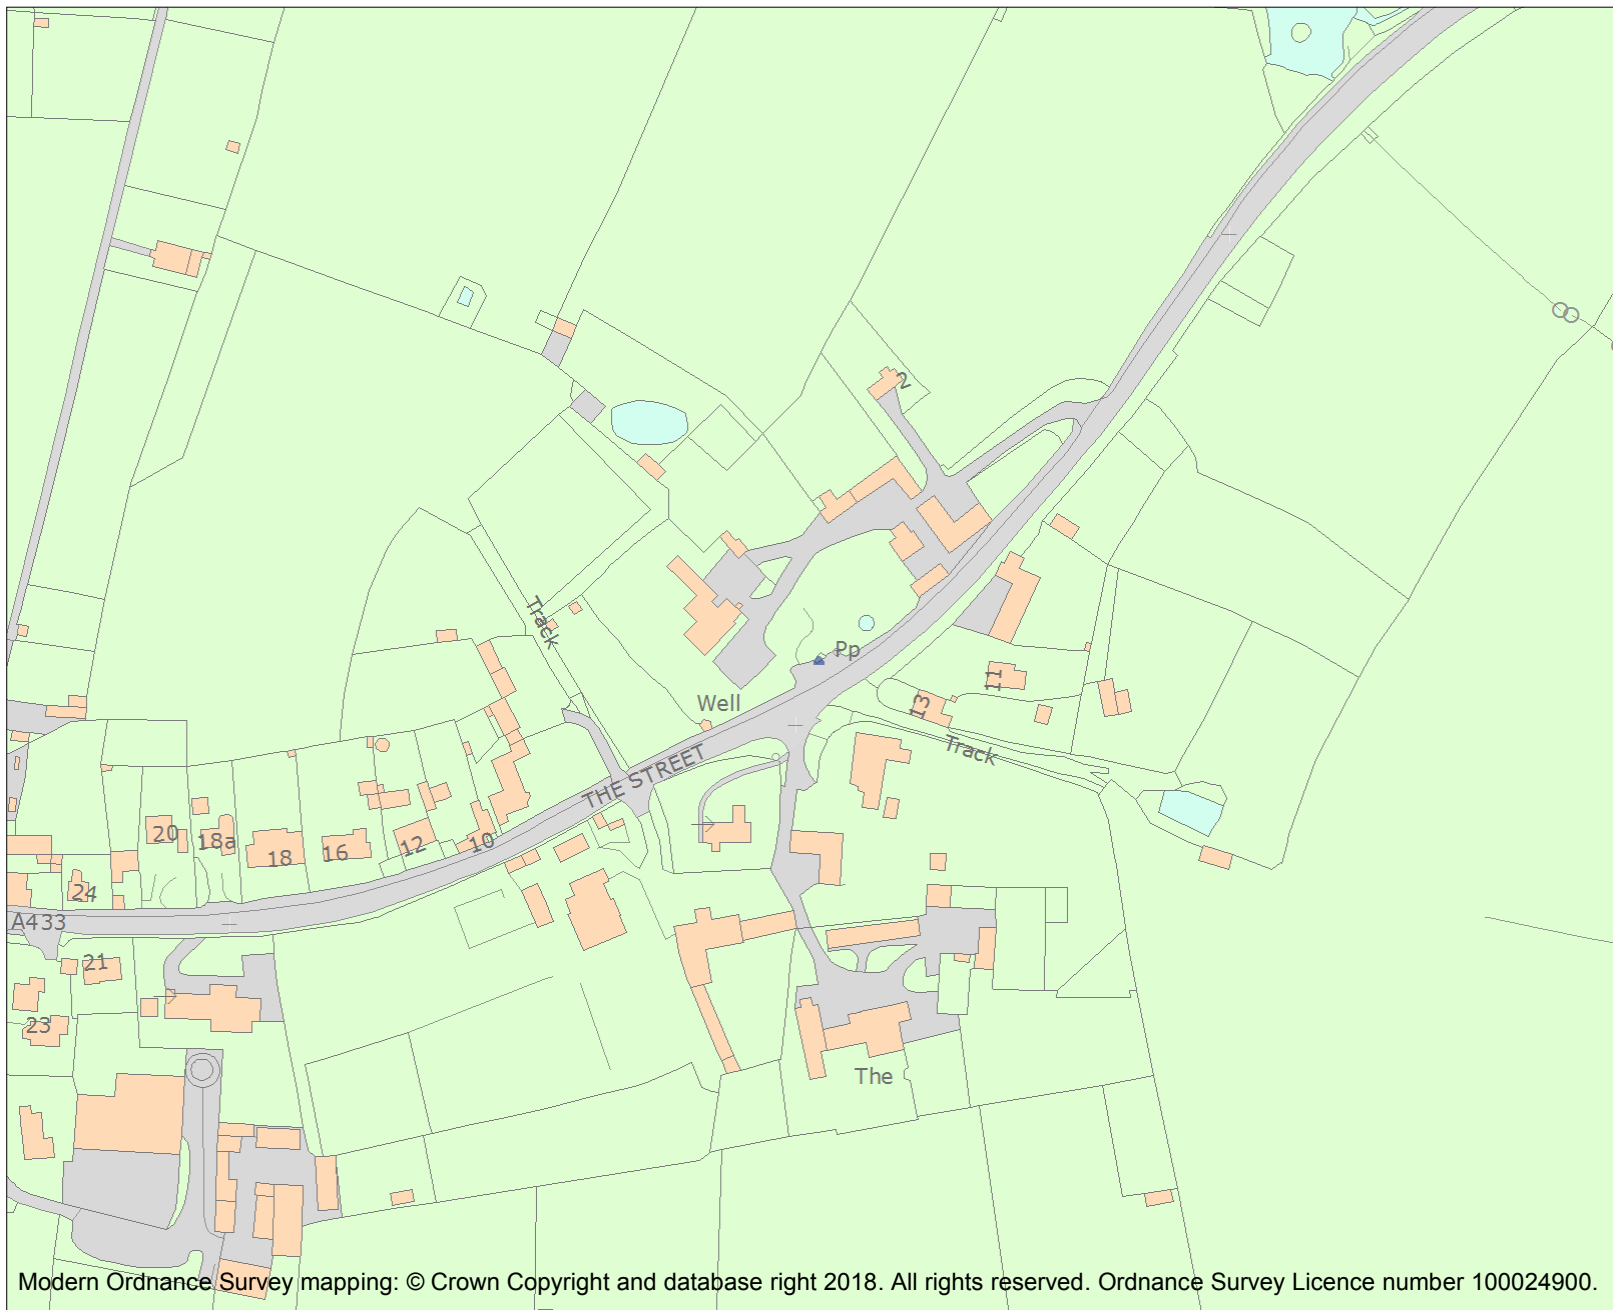 2
Track
Pp
Well
11
13
Track
THE STREET
20
18a
18
16
12
10
24
A433
21
23
The
Modern Ordnance Survey mapping: © Crown Copyright and database right 2018. All rights reserved. Ordnance Survey Licence number 100024900.